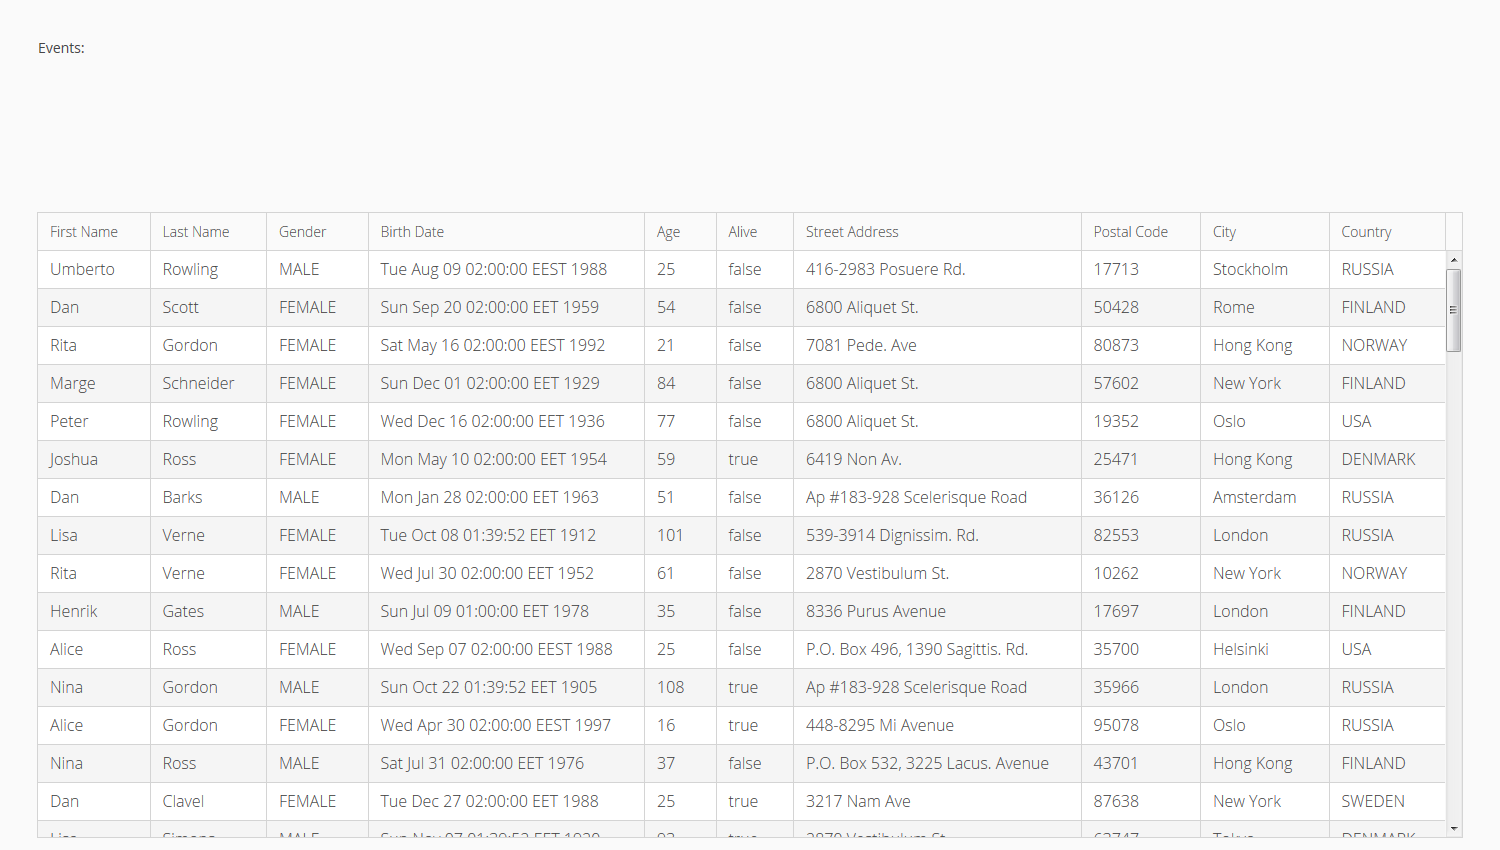 Events:
First Name Last Name Gender Birth Date Age Alive Street Address Postal Code City Country
Umberto Rowling MALE Tue Aug 09 02:00:00 EEST 1988 25 false 416-2983 Posuere Rd. 17713 Stockholm RUSSIA
Dan Scott FEMALE Sun Sep 20 02:00:00 EET 1959 54 false 6800 Aliquet St. 50428 Rome FINLAND
Rita Gordon FEMALE Sat May 16 02:00:00 EEST 1992 21 false 7081 Pede. Ave 80873 Hong Kong NORWAY
Marge Schneider FEMALE Sun Dec 01 02:00:00 EET 1929 84 false 6800 Aliquet St. 57602 New York FINLAND
Peter Rowling FEMALE Wed Dec 16 02:00:00 EET 1936 77 false 6800 Aliquet St. 19352 Oslo USA
Joshua Ross FEMALE Mon May 10 02:00:00 EET 1954 59 true 6419 Non Av. 25471 Hong Kong DENMARK
Dan Barks MALE Mon Jan 28 02:00:00 EET 1963 51 false Ap #183-928 Scelerisque Road 36126 Amsterdam RUSSIA
Lisa Verne FEMALE Tue Oct 08 01:39:52 EET 1912 101 false 539-3914 Dignissim. Rd. 82553 London RUSSIA
Rita Verne FEMALE Wed Jul 30 02:00:00 EET 1952 61 false 2870 Vestibulum St. 10262 New York NORWAY
Henrik Gates MALE Sun Jul 09 01:00:00 EET 1978 35 false 8336 Purus Avenue 17697 London FINLAND
Alice Ross FEMALE Wed Sep 07 02:00:00 EEST 1988 25 false P.O. Box 496, 1390 Sagittis. Rd. 35700 Helsinki USA
Nina Gordon MALE Sun Oct 22 01:39:52 EET 1905 108 true Ap #183-928 Scelerisque Road 35966 London RUSSIA
Alice Gordon FEMALE Wed Apr 30 02:00:00 EEST 1997 16 true 448-8295 Mi Avenue 95078 Oslo RUSSIA
Nina Ross MALE Sat Jul 31 02:00:00 EET 1976 37 false P.O. Box 532, 3225 Lacus. Avenue 43701 Hong Kong FINLAND
Dan Clavel FEMALE Tue Dec 27 02:00:00 EET 1988 25 true 3217 Nam Ave 87638 New York SWEDEN